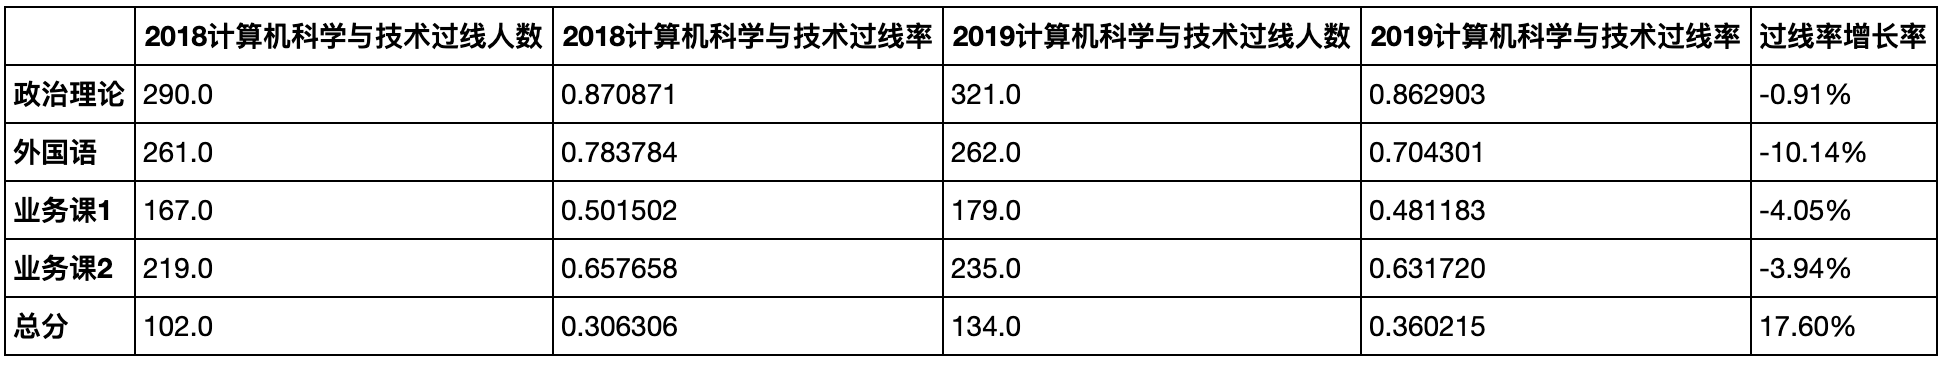 2018计算机科学与技术过线人数 2018计算机科学与技术过线率 2019计算机科学与技术过线人数 2019计算机科学与技术过线率 过线率增长率
政治理论 290.0 0.870871 321.0 0.862903 -0.91%
外国语 261.0 0.783784 262.0 0.704301 -10.14%
业务课1 167.0 0.501502 179.0 0.481183 -4.05%
业务课2 219.0 0.657658 235.0 0.631720 -3.94%
总分 102.0 0.306306 134.0 0.360215 17.60%